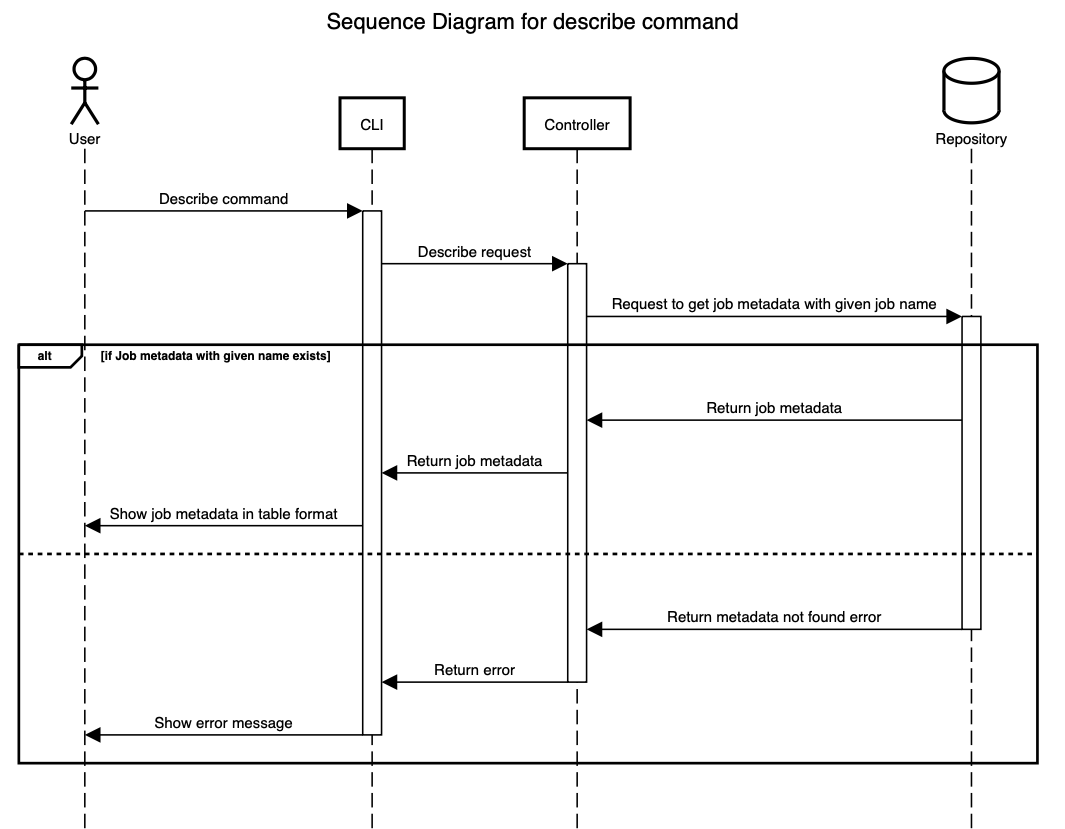 Sequence Diagram for describe command
User
CLI
Controller
Repository
Describe command
Describe request
Request to get job metadata with given job name
alt
[if Job metadata with given name exists]
Return job metadata
Return job metadata
Show job metadata in table format
Return metadata not found error
Return error
Show error message